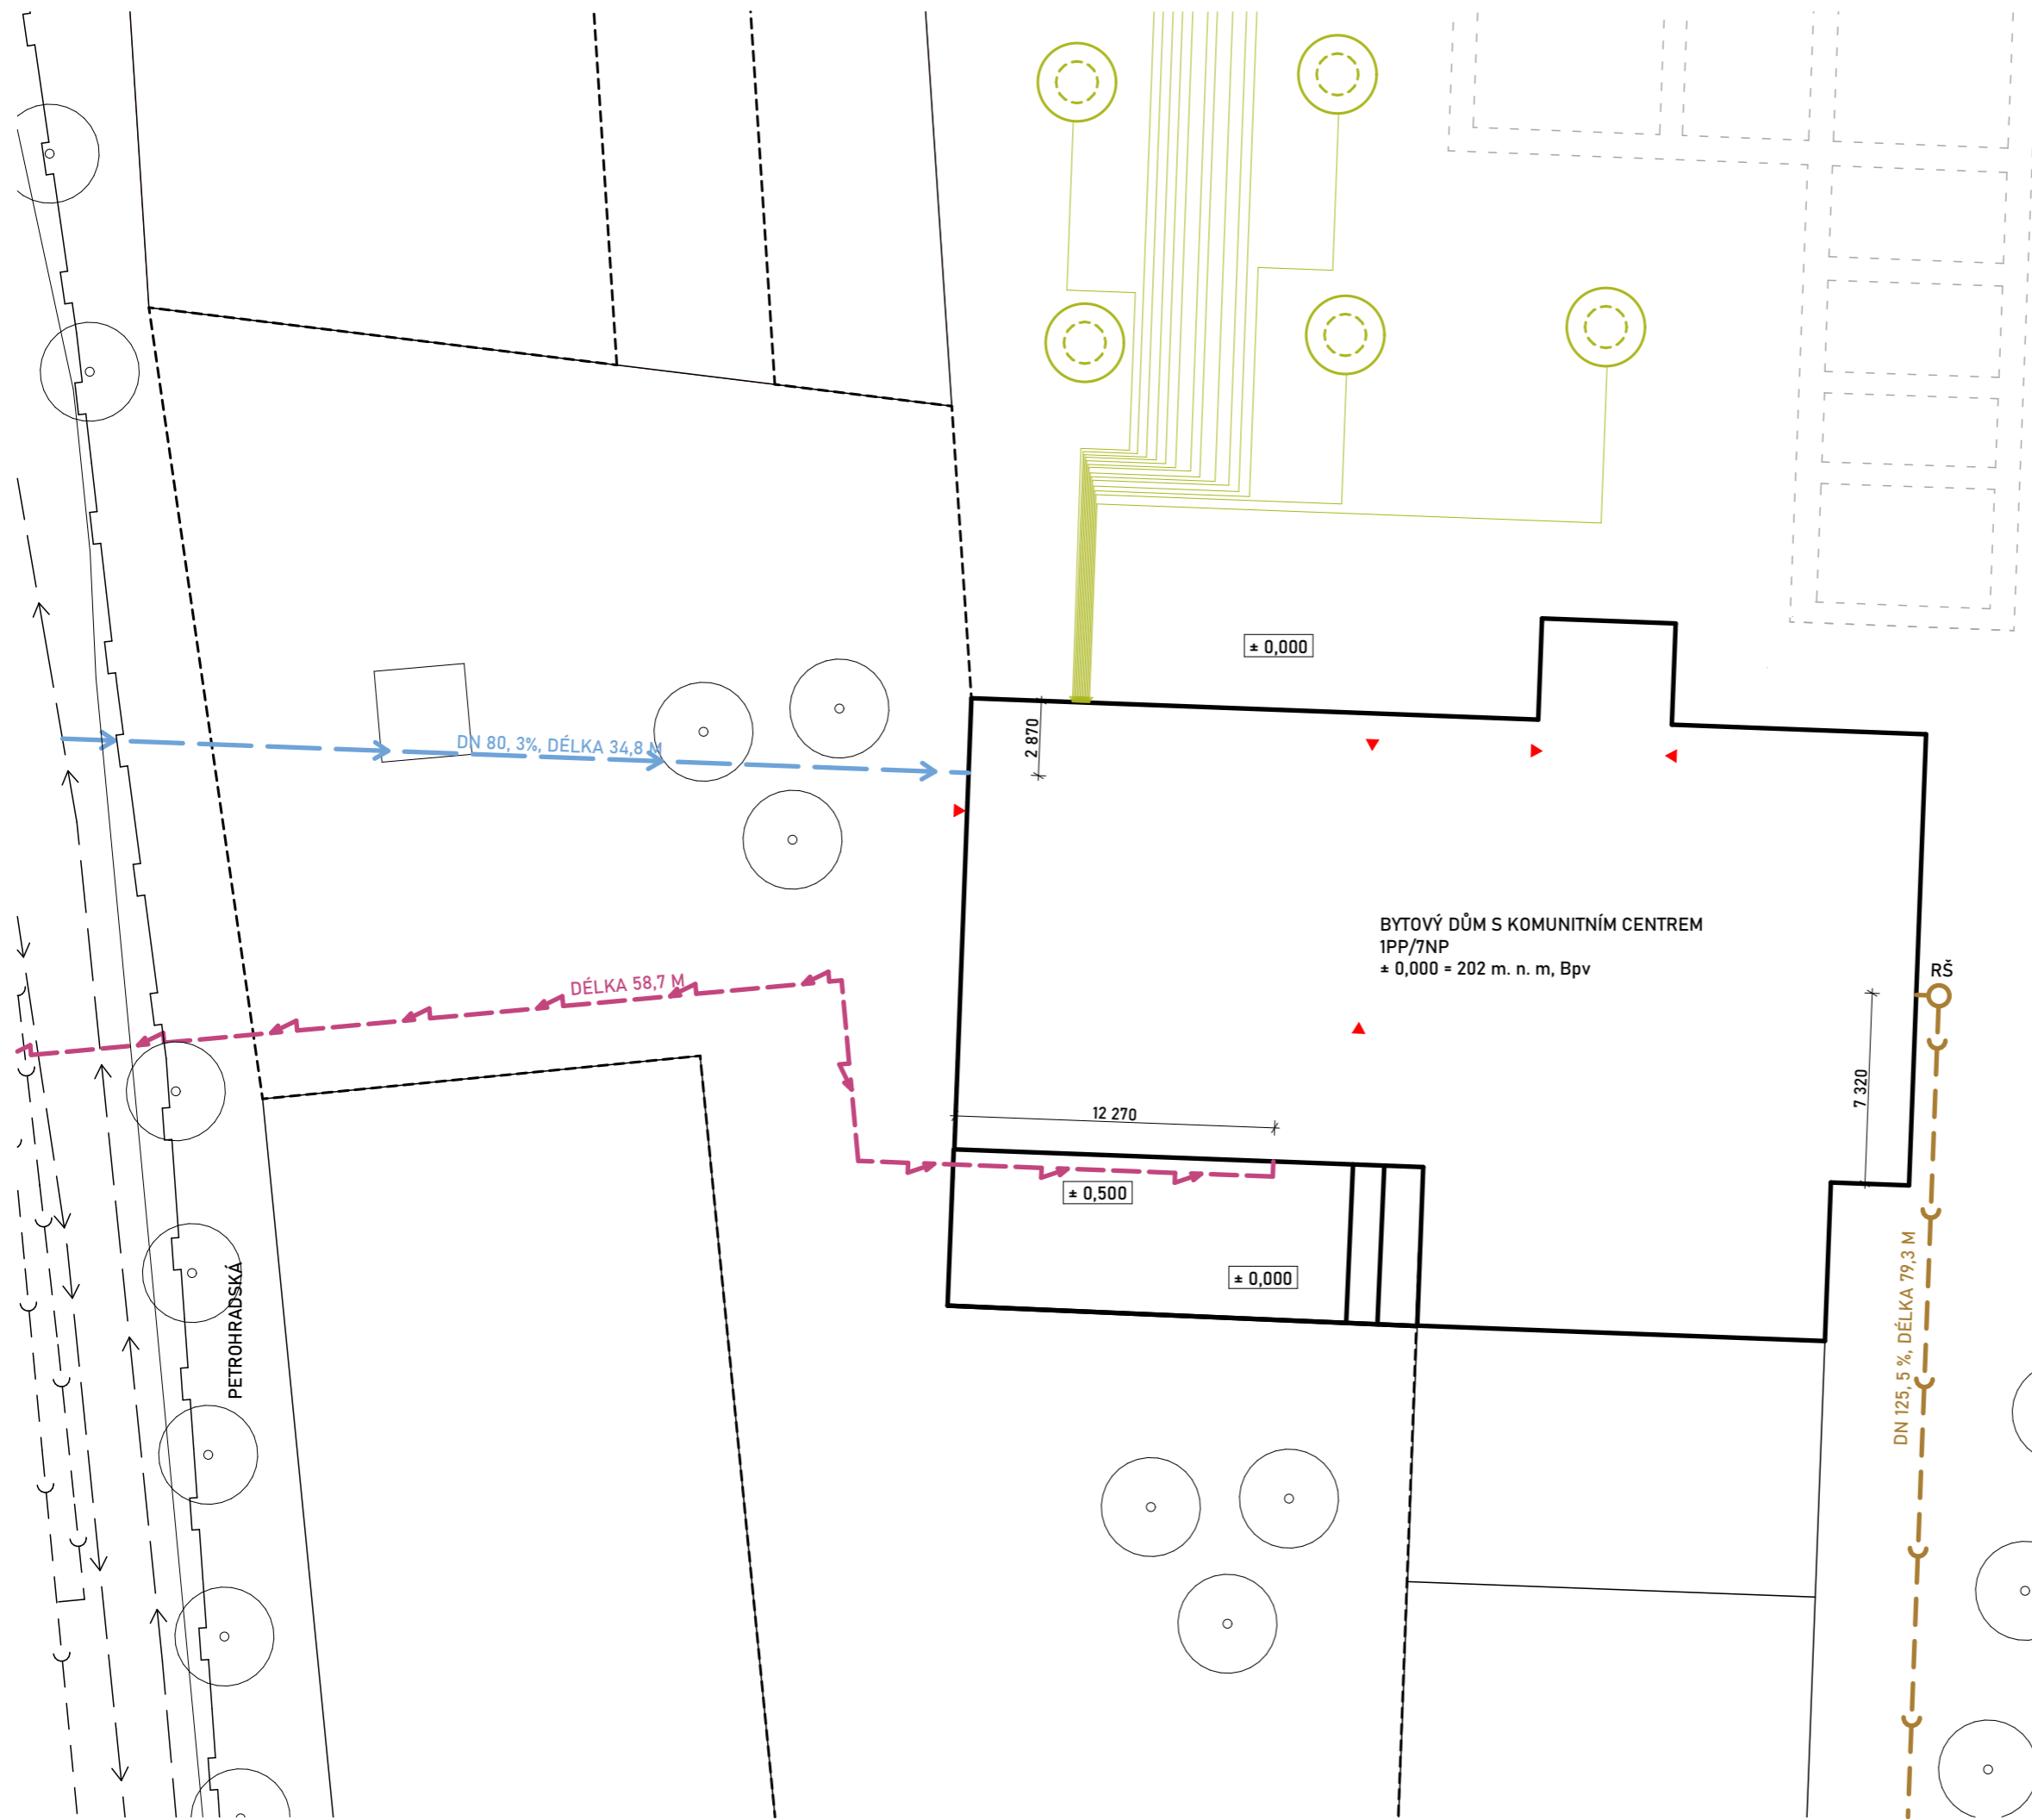 ± 0,000
2 870
DN 80, 3%, DÉLKA 34,8 M
BYTOVÝ DŮM S KOMUNITNÍM CENTREM
1PP/7NP
± 0,000 = 202 m. n. m, Bpv
RŠ
DÉLKA 58,7 M
7 320
12 270
± 0,500
± 0,000
PETROHRADSKÁ
DN 125, 5 %, DÉLKA 79,3 M